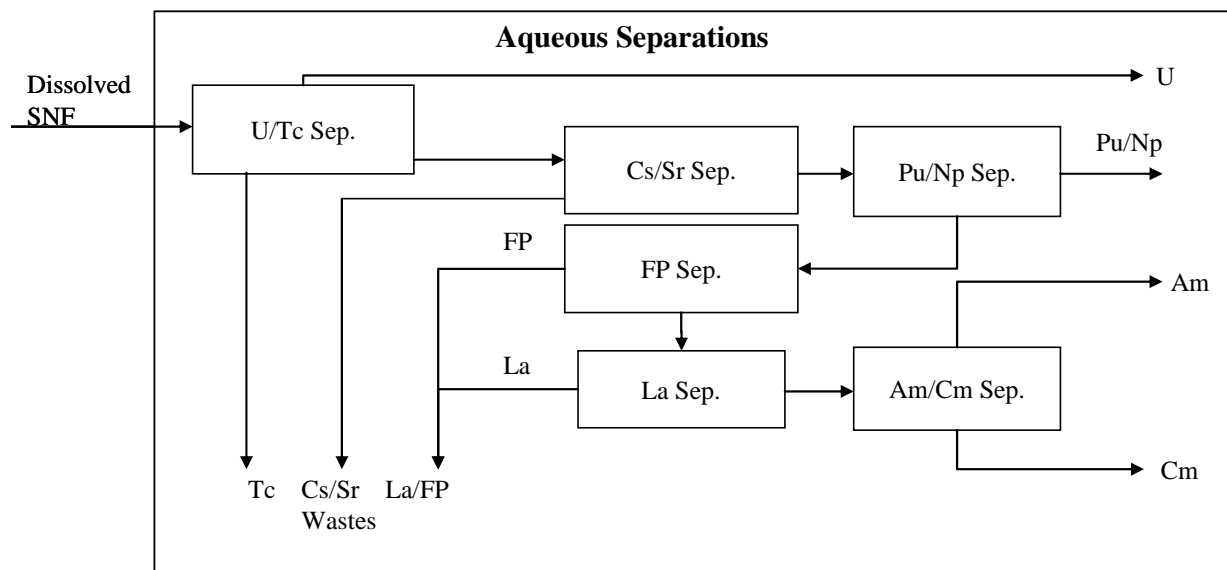 Aqueous Separations
Dissolved
SNF
U
U/Tc Sep.
Pu/Np
Cs/Sr Sep.
Pu/Np Sep.
FP
FP Sep.
Am
La
La Sep.
Am/Cm Sep.
Cm
Tc
Cs/Sr
Wastes
La/FP